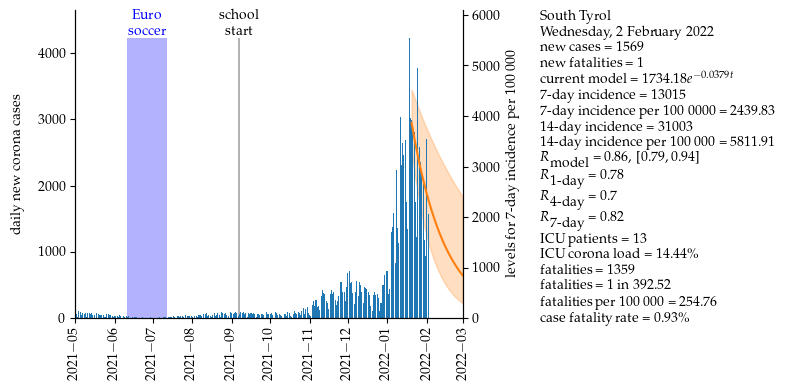 Euro
soccer
school
start
daily new corona cases
0
1000
2000
3000
4000
levels for 7-day incidence per 100 000
0
1000
2000
3000
4000
5000
6000
2021−05
2021−06
2021−07
2021−08
2021−09
2021−10
2021−11
2021−12
2022−01
2022−02
2022−03
South Tyrol
Wednesday, 2 February 2022
new cases = 1569
new fatalities = 1
current model = 1734.18e^{−0.0379t}
7-day incidence = 13015
7-day incidence per 100 0000 = 2439.83
14-day incidence = 31003
14-day incidence per 100 000 = 5811.91
R_model = 0.86, [0.79, 0.94]
R_1-day = 0.78
R_4-day = 0.7
R_7-day = 0.82
ICU patients = 13
ICU corona load = 14.44%
fatalities = 1359
fatalities = 1 in 392.52
fatalities per 100 000 = 254.76
case fatality rate = 0.93%